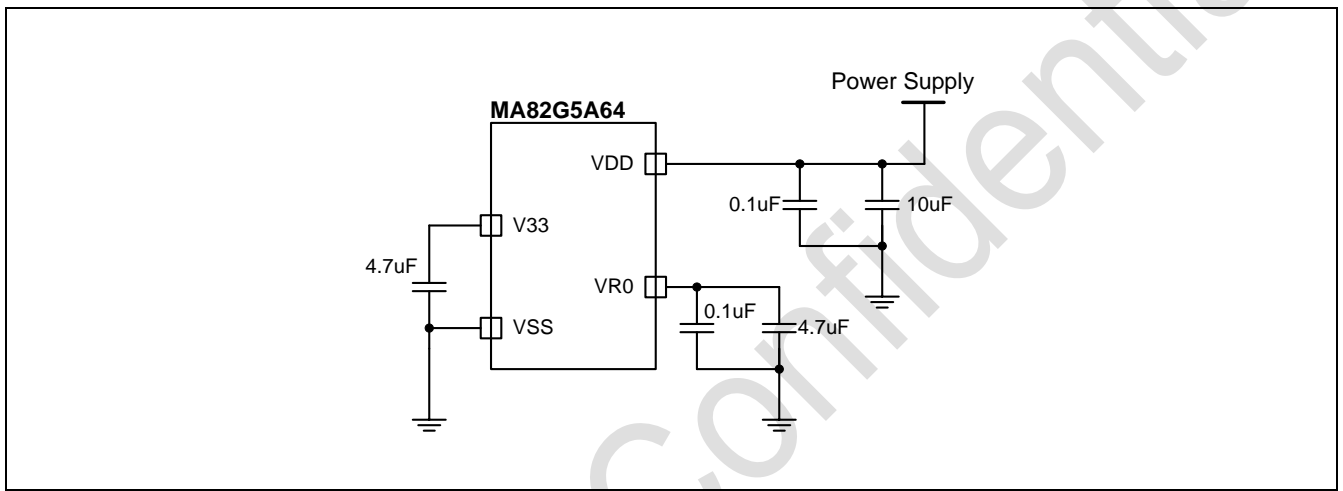 Power Supply
MA82G5A64
VDD
0.1uF
10uF
V33
4.7uF
VR0
0.1uF
VSS
4.7uF
Confidential